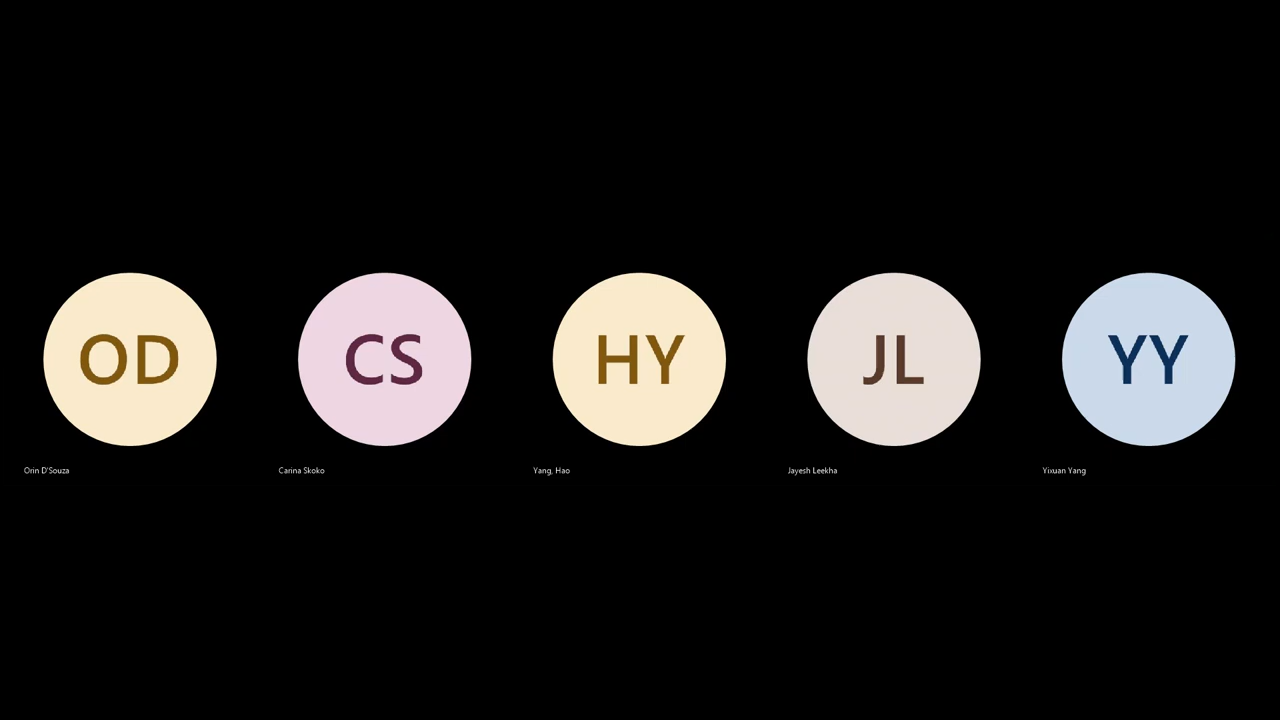 OD
CS
HY
JL
YY
Orin D'Souza
Carina Skoko
Yang, Hao
Jayesh Leekha
Yixuan Yang